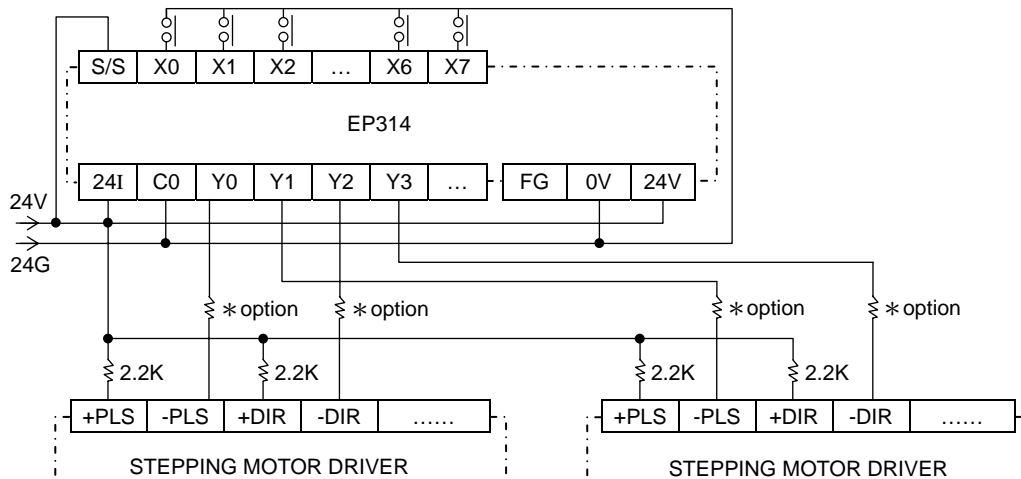 S/S X0 X1 X2 … X6 X7
EP314
24I C0 Y0 Y1 Y2 Y3 … FG 0V 24V
24V
24G
*option *option *option *option
2.2K 2.2K 2.2K 2.2K
+PLS -PLS +DIR -DIR …… +PLS -PLS +DIR -DIR ……
STEPPING MOTOR DRIVER STEPPING MOTOR DRIVER